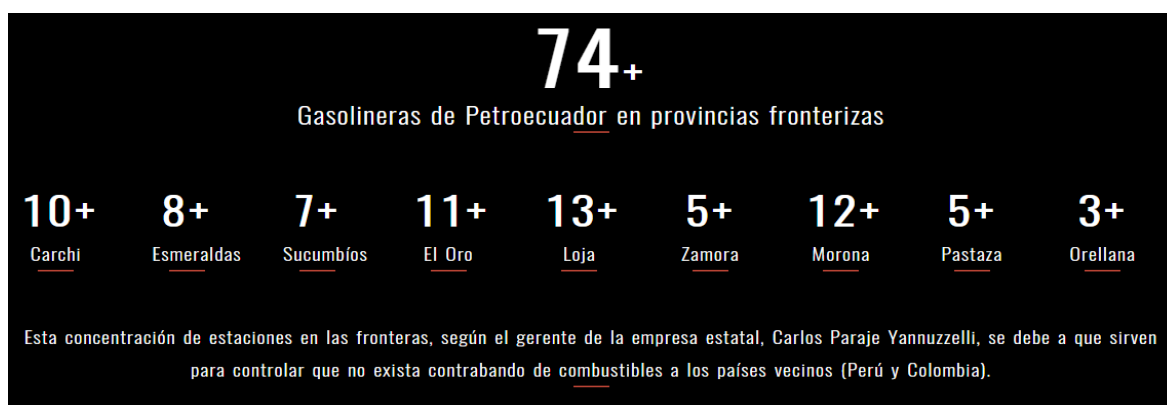 74+
Gasolineras de Petroecuador en provincias fronterizas
10+ 8+ 7+ 11+ 13+ 5+ 12+ 5+ 3+
Carchi Esmeraldas Sucumbíos El Oro Loja Zamora Morona Pastaza Orellana
Esta concentración de estaciones en las fronteras, según el gerente de la empresa estatal, Carlos Paraje Yannuzzelli, se debe a que sirven
para controlar que no exista contrabando de combustibles a los países vecinos (Perú y Colombia).